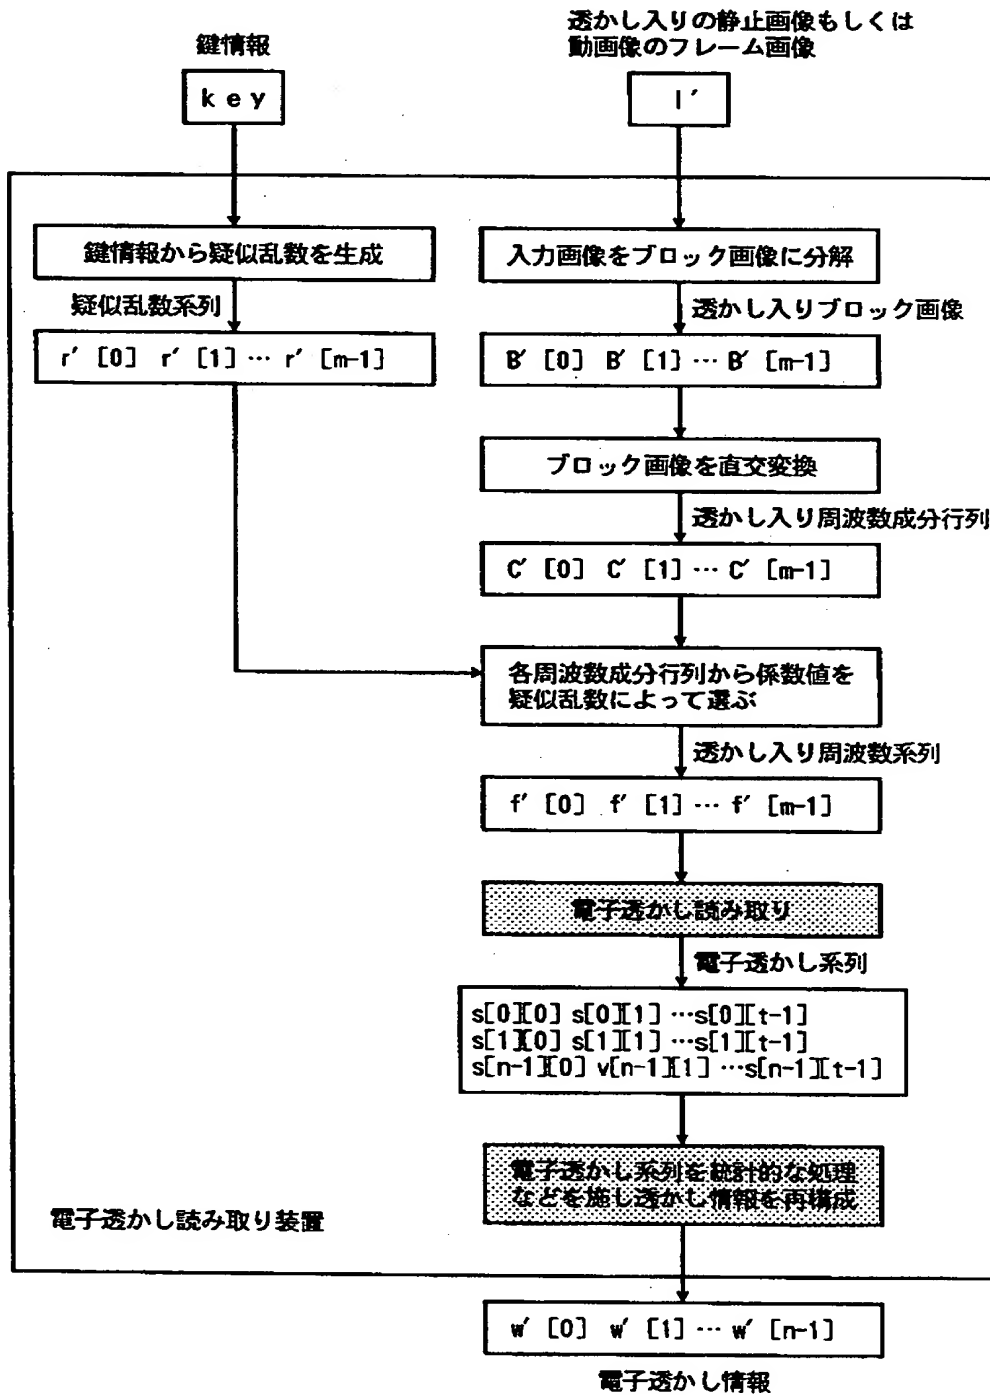 鍵情報
key
透かし入りの静止画像もしくは
動画像のフレーム画像
I′
鍵情報から疑似乱数を生成
疑似乱数系列
r′ [0] r′ [1] … r′ [m-1]
入力画像をブロック画像に分解
透かし入りブロック画像
B′ [0] B′ [1] … B′ [m-1]
ブロック画像を直交変換
透かし入り周波数成分行列
C′ [0] C′ [1] … C′ [m-1]
各周波数成分行列から係数値を
疑似乱数によって選ぶ
透かし入り周波数系列
f′ [0] f′ [1] … f′ [m-1]
電子透かし読み取り
電子透かし系列
s[0][0] s[0][1] …s[0][t-1]
s[1][0] s[1][1] …s[1][t-1]
s[n-1][0] v[n-1][1] …s[n-1][t-1]
電子透かし系列を統計的な処理
などを施し透かし情報を再構成
電子透かし読み取り装置
w′ [0] w′ [1] … w′ [n-1]
電子透かし情報